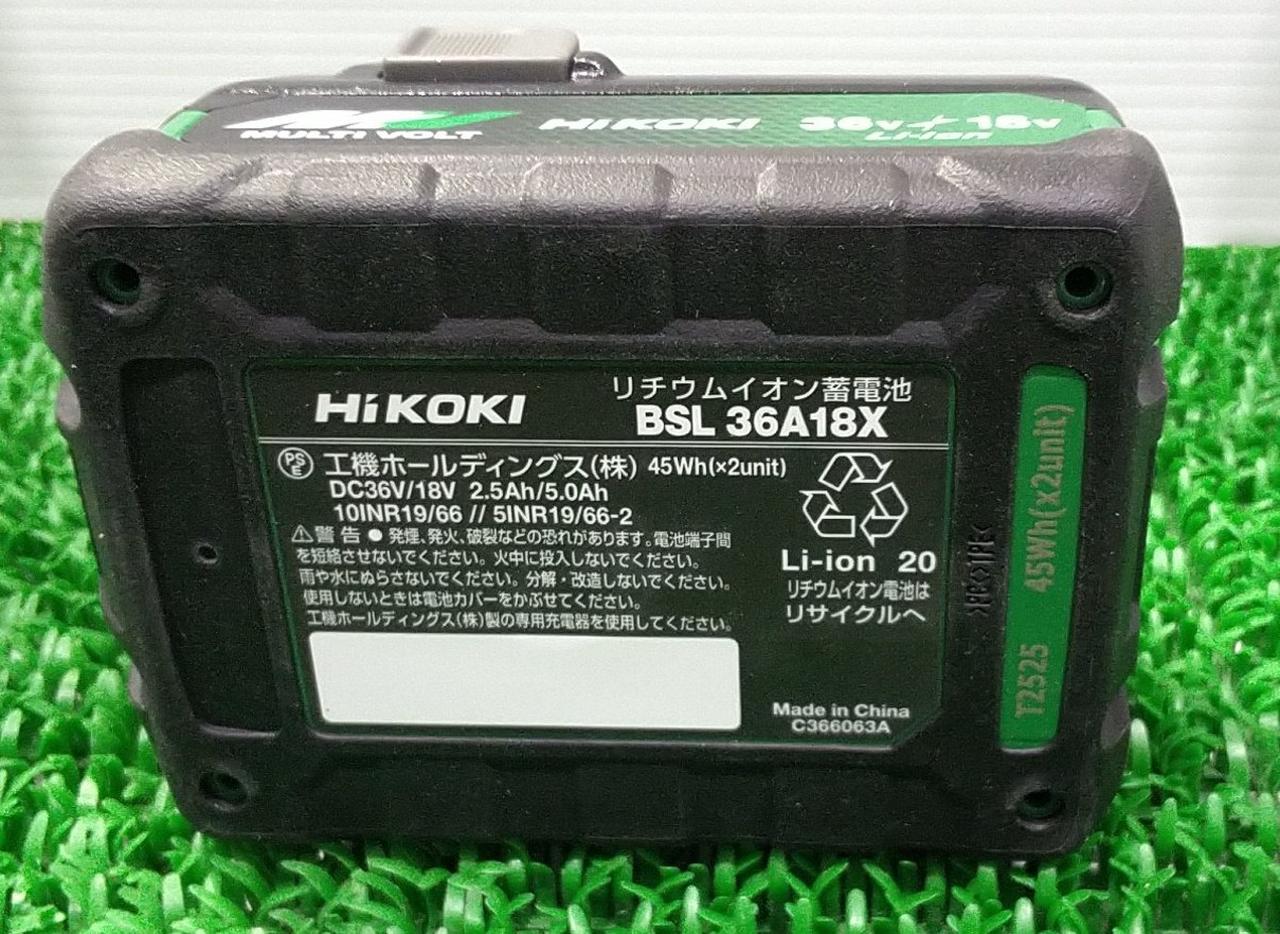 MULTI VOLT HiKOKI 36V⚡18V
Li-ion
HiKOKI
リチウムイオン蓄電池
BSL 36A18X
PSE 工機ホールディングス(株) 45Wh(×2unit)
DC36V/18V 2.5Ah/5.0Ah
10INR19/66 // 5INR19/66-2
⚠警告 ● 発煙、発火、破裂などの恐れがあります。電池端子間
を短絡させないでください。火中に投入しないでください。
雨や水にぬらさないでください。分解・改造しないでください。
使用しないときは電池カバーをかぶせてください。
工機ホールディングス(株)製の専用充電器を使用してください。
Li-ion 20
リチウムイオン電池は
リサイクルへ
Made in China
C366063A
T2525 45Wh(x2unit)